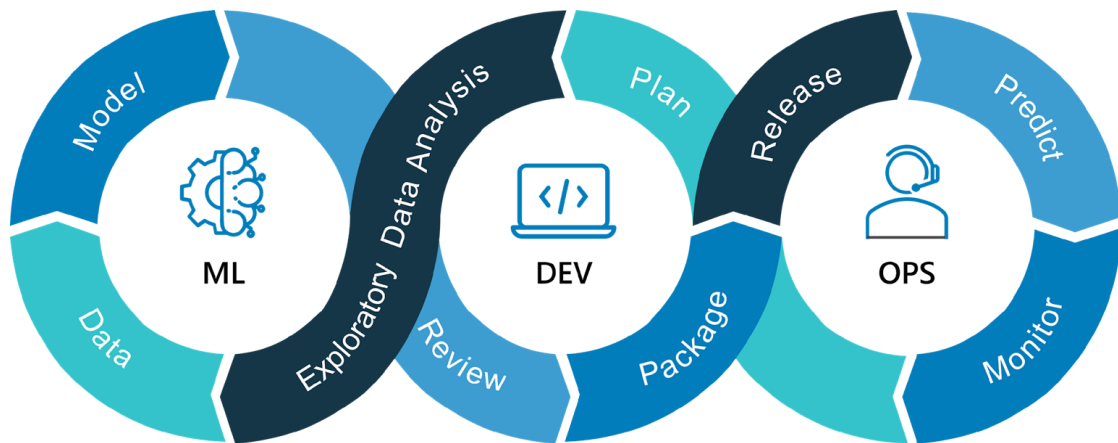 Model
Data
ML
Exploratory Data Analysis
Review
DEV
Plan
Package
Release
OPS
Predict
Monitor